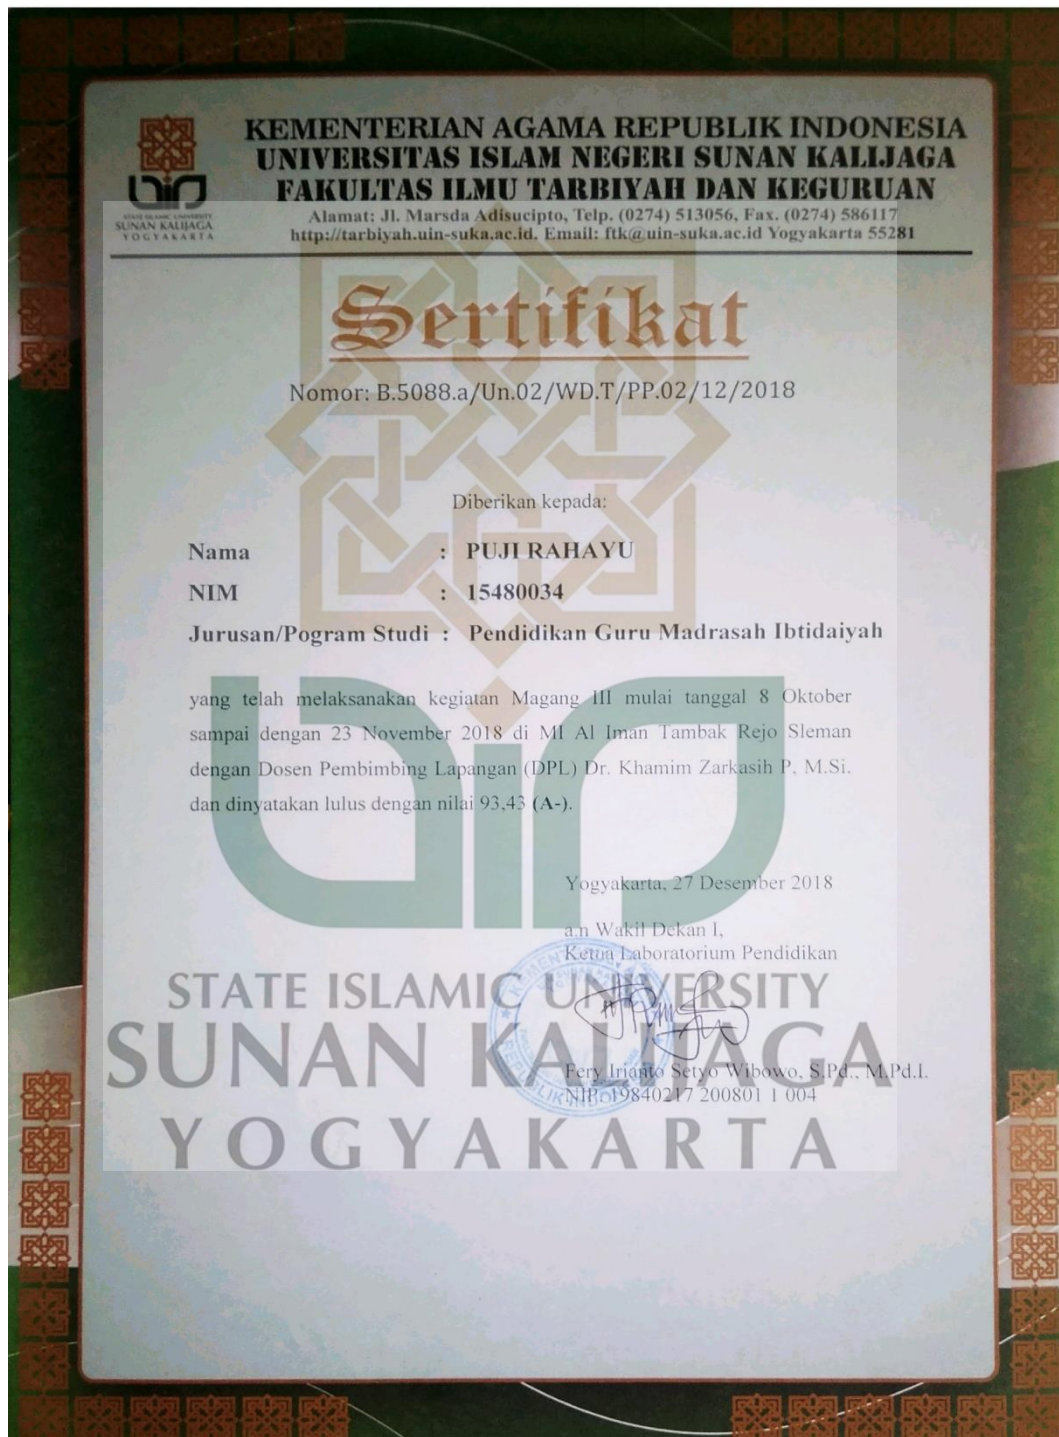 KEMENTERIAN AGAMA REPUBLIK INDONESIA
UNIVERSITAS ISLAM NEGERI SUNAN KALIJAGA
FAKULTAS ILMU TARBIYAH DAN KEGURUAN
Alamat: Jl. Marsda Adisucipto, Telp. (0274) 513056, Fax. (0274) 586117
http://tarbiyah.uin-suka.ac.id. Email: ftk@uin-suka.ac.id Yogyakarta 55281
STATE ISLAMIC UNIVERSITY
SUNAN KALIJAGA
YOGYAKARTA
Sertifikat
Nomor: B.5088.a/Un.02/WD.T/PP.02/12/2018
Diberikan kepada:
Nama : PUJI RAHAYU
NIM : 15480034
Jurusan/Pogram Studi : Pendidikan Guru Madrasah Ibtidaiyah
yang telah melaksanakan kegiatan Magang III mulai tanggal 8 Oktober
sampai dengan 23 November 2018 di MI Al Iman Tambak Rejo Sleman
dengan Dosen Pembimbing Lapangan (DPL) Dr. Khamim Zarkasih P, M.Si.
dan dinyatakan lulus dengan nilai 93,43 (A-).
Yogyakarta, 27 Desember 2018
a.n Wakil Dekan I,
Ketua Laboratorium Pendidikan
Fery Irianto Setyo Wibowo, S.Pd., M.Pd.I.
NIP. 19840217 200801 1 004
STATE ISLAMIC UNIVERSITY
SUNAN KALIJAGA
YOGYAKARTA